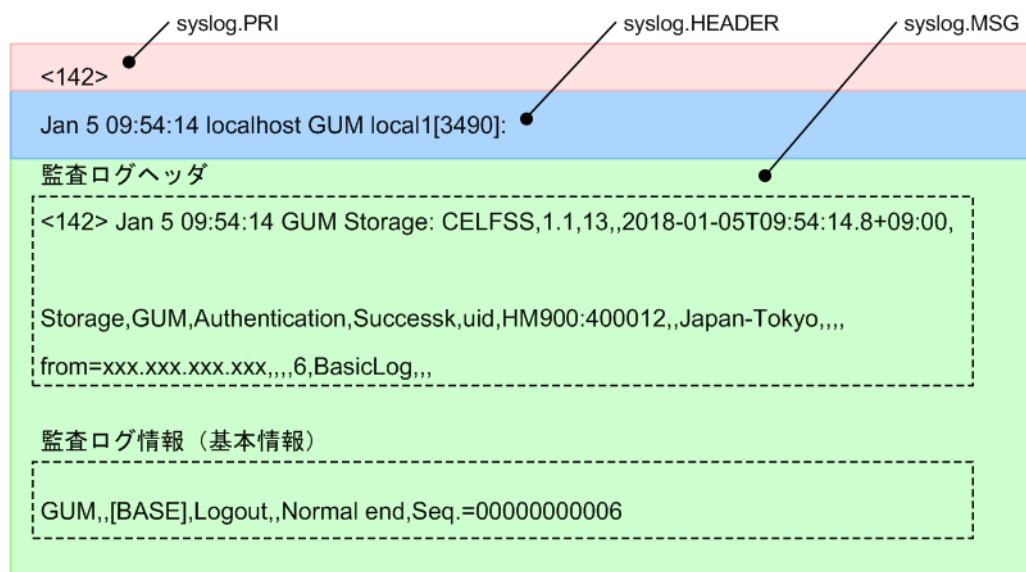 syslog.PRI
syslog.HEADER
syslog.MSG
<142>
Jan 5 09:54:14 localhost GUM local1[3490]:
監査ログヘッダ
<142> Jan 5 09:54:14 GUM Storage: CELFSS,1.1,13,,2018-01-05T09:54:14.8+09:00,
Storage,GUM,Authentication,Successk,uid,HM900:400012,,Japan-Tokyo,,,,
from=xxx.xxx.xxx.xxx,,,,6,BasicLog,,,
監査ログ情報（基本情報）
GUM,,[BASE],Logout,,Normal end,Seq.=00000000006